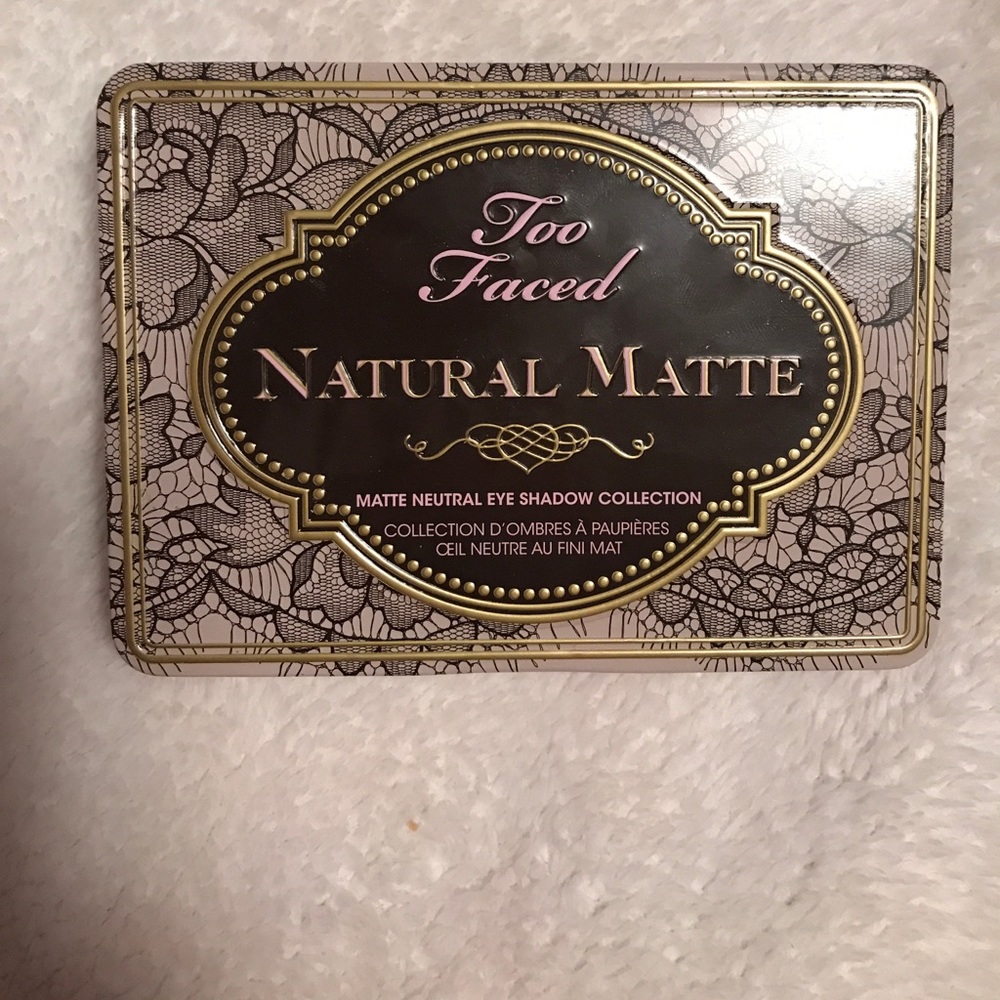 Too
Faced
NATURAL MATTE
MATTE NEUTRAL EYE SHADOW COLLECTION
COLLECTION D'OMBRES À PAUPIÈRES
ŒIL NEUTRE AU FINI MAT